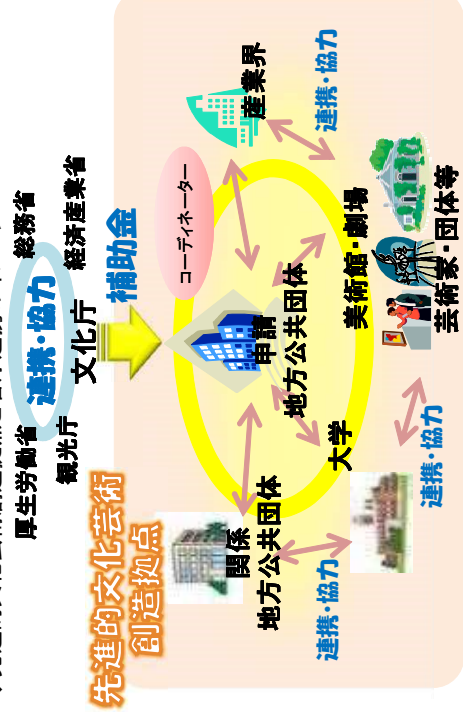 厚生労働省
総務省
連携・協力
観光庁
経済産業省
文化庁
補助金
先進的文化芸術
創造拠点
コーディネーター
関係
地方公共団体
申請
地方公共団体
産業界
連携・協力
連携・協力
大学
美術館・劇場
連携・協力
芸術家・団体等